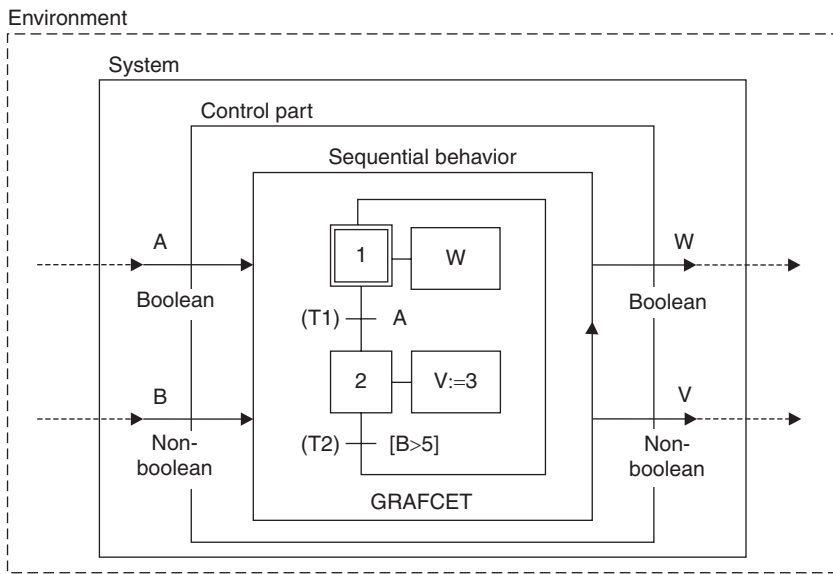 Environment
System
Control part
Sequential behavior
A
Boolean
B
Non-
boolean
1
W
(T1)
A
2
V:=3
(T2)
[B>5]
GRAFCET
W
Boolean
V
Non-
boolean